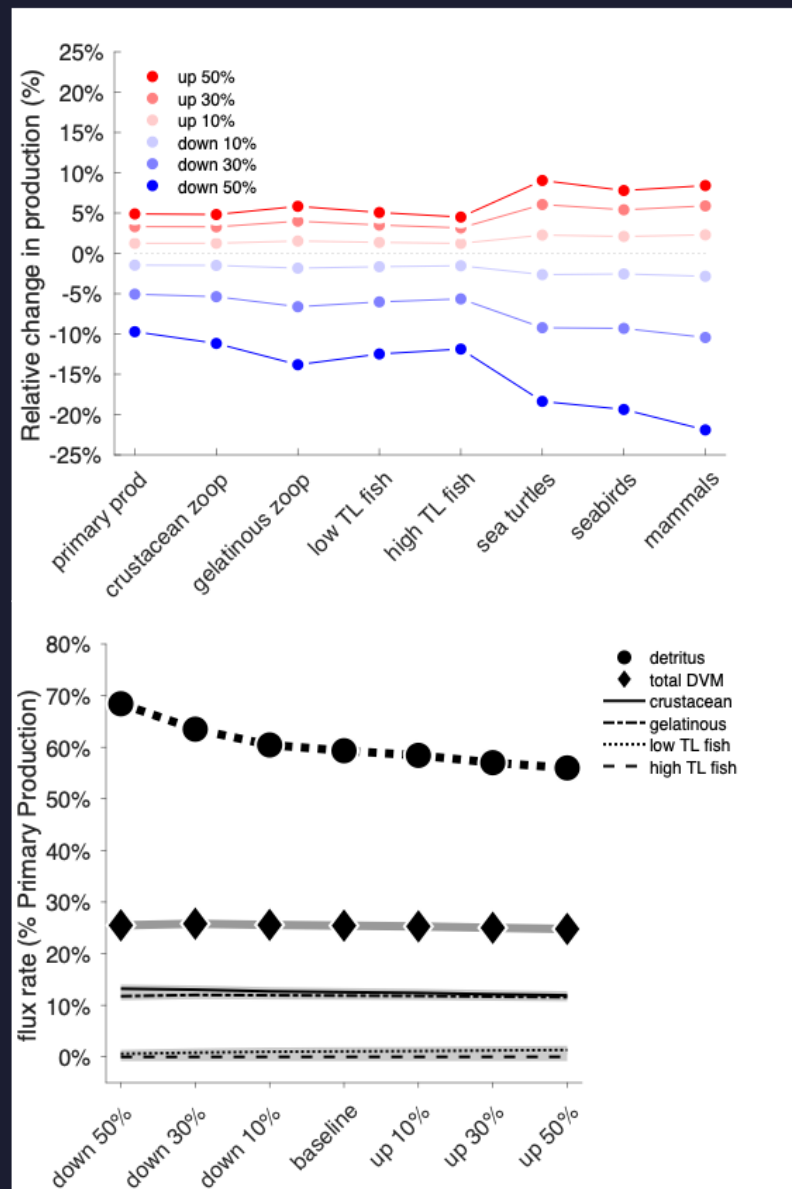 Relative change in production (%)
25%
20%
15%
10%
5%
0%
-5%
-10%
-15%
-20%
-25%
up 50%
up 30%
up 10%
down 10%
down 30%
down 50%
primary prod
crustacean zoop
gelatinous zoop
low TL fish
high TL fish
sea turtles
seabirds
mammals
flux rate (% Primary Production)
80%
70%
60%
50%
40%
30%
20%
10%
0%
detritus
total DVM
crustacean
gelatinous
low TL fish
high TL fish
down 50%
down 30%
down 10%
baseline
up 10%
up 30%
up 50%